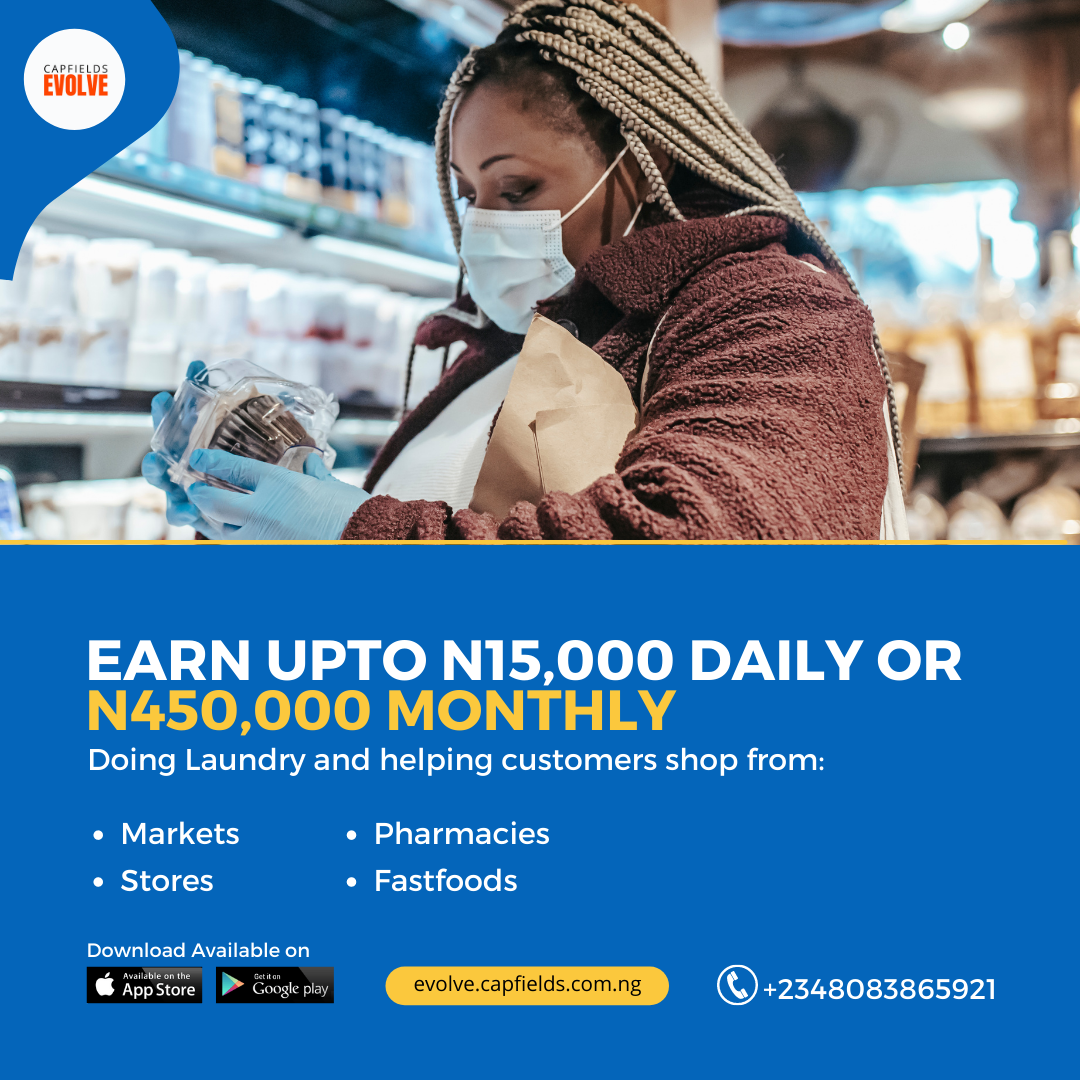 CAPFIELDS
EVOLVE
EARN UPTO N15,000 DAILY OR
N450,000 MONTHLY
Doing Laundry and helping customers shop from:
• Markets
• Stores
• Pharmacies
• Fastfoods
Download Available on
Available on the
App Store
Get it on
Google play
evolve.capfields.com.ng
+2348083865921